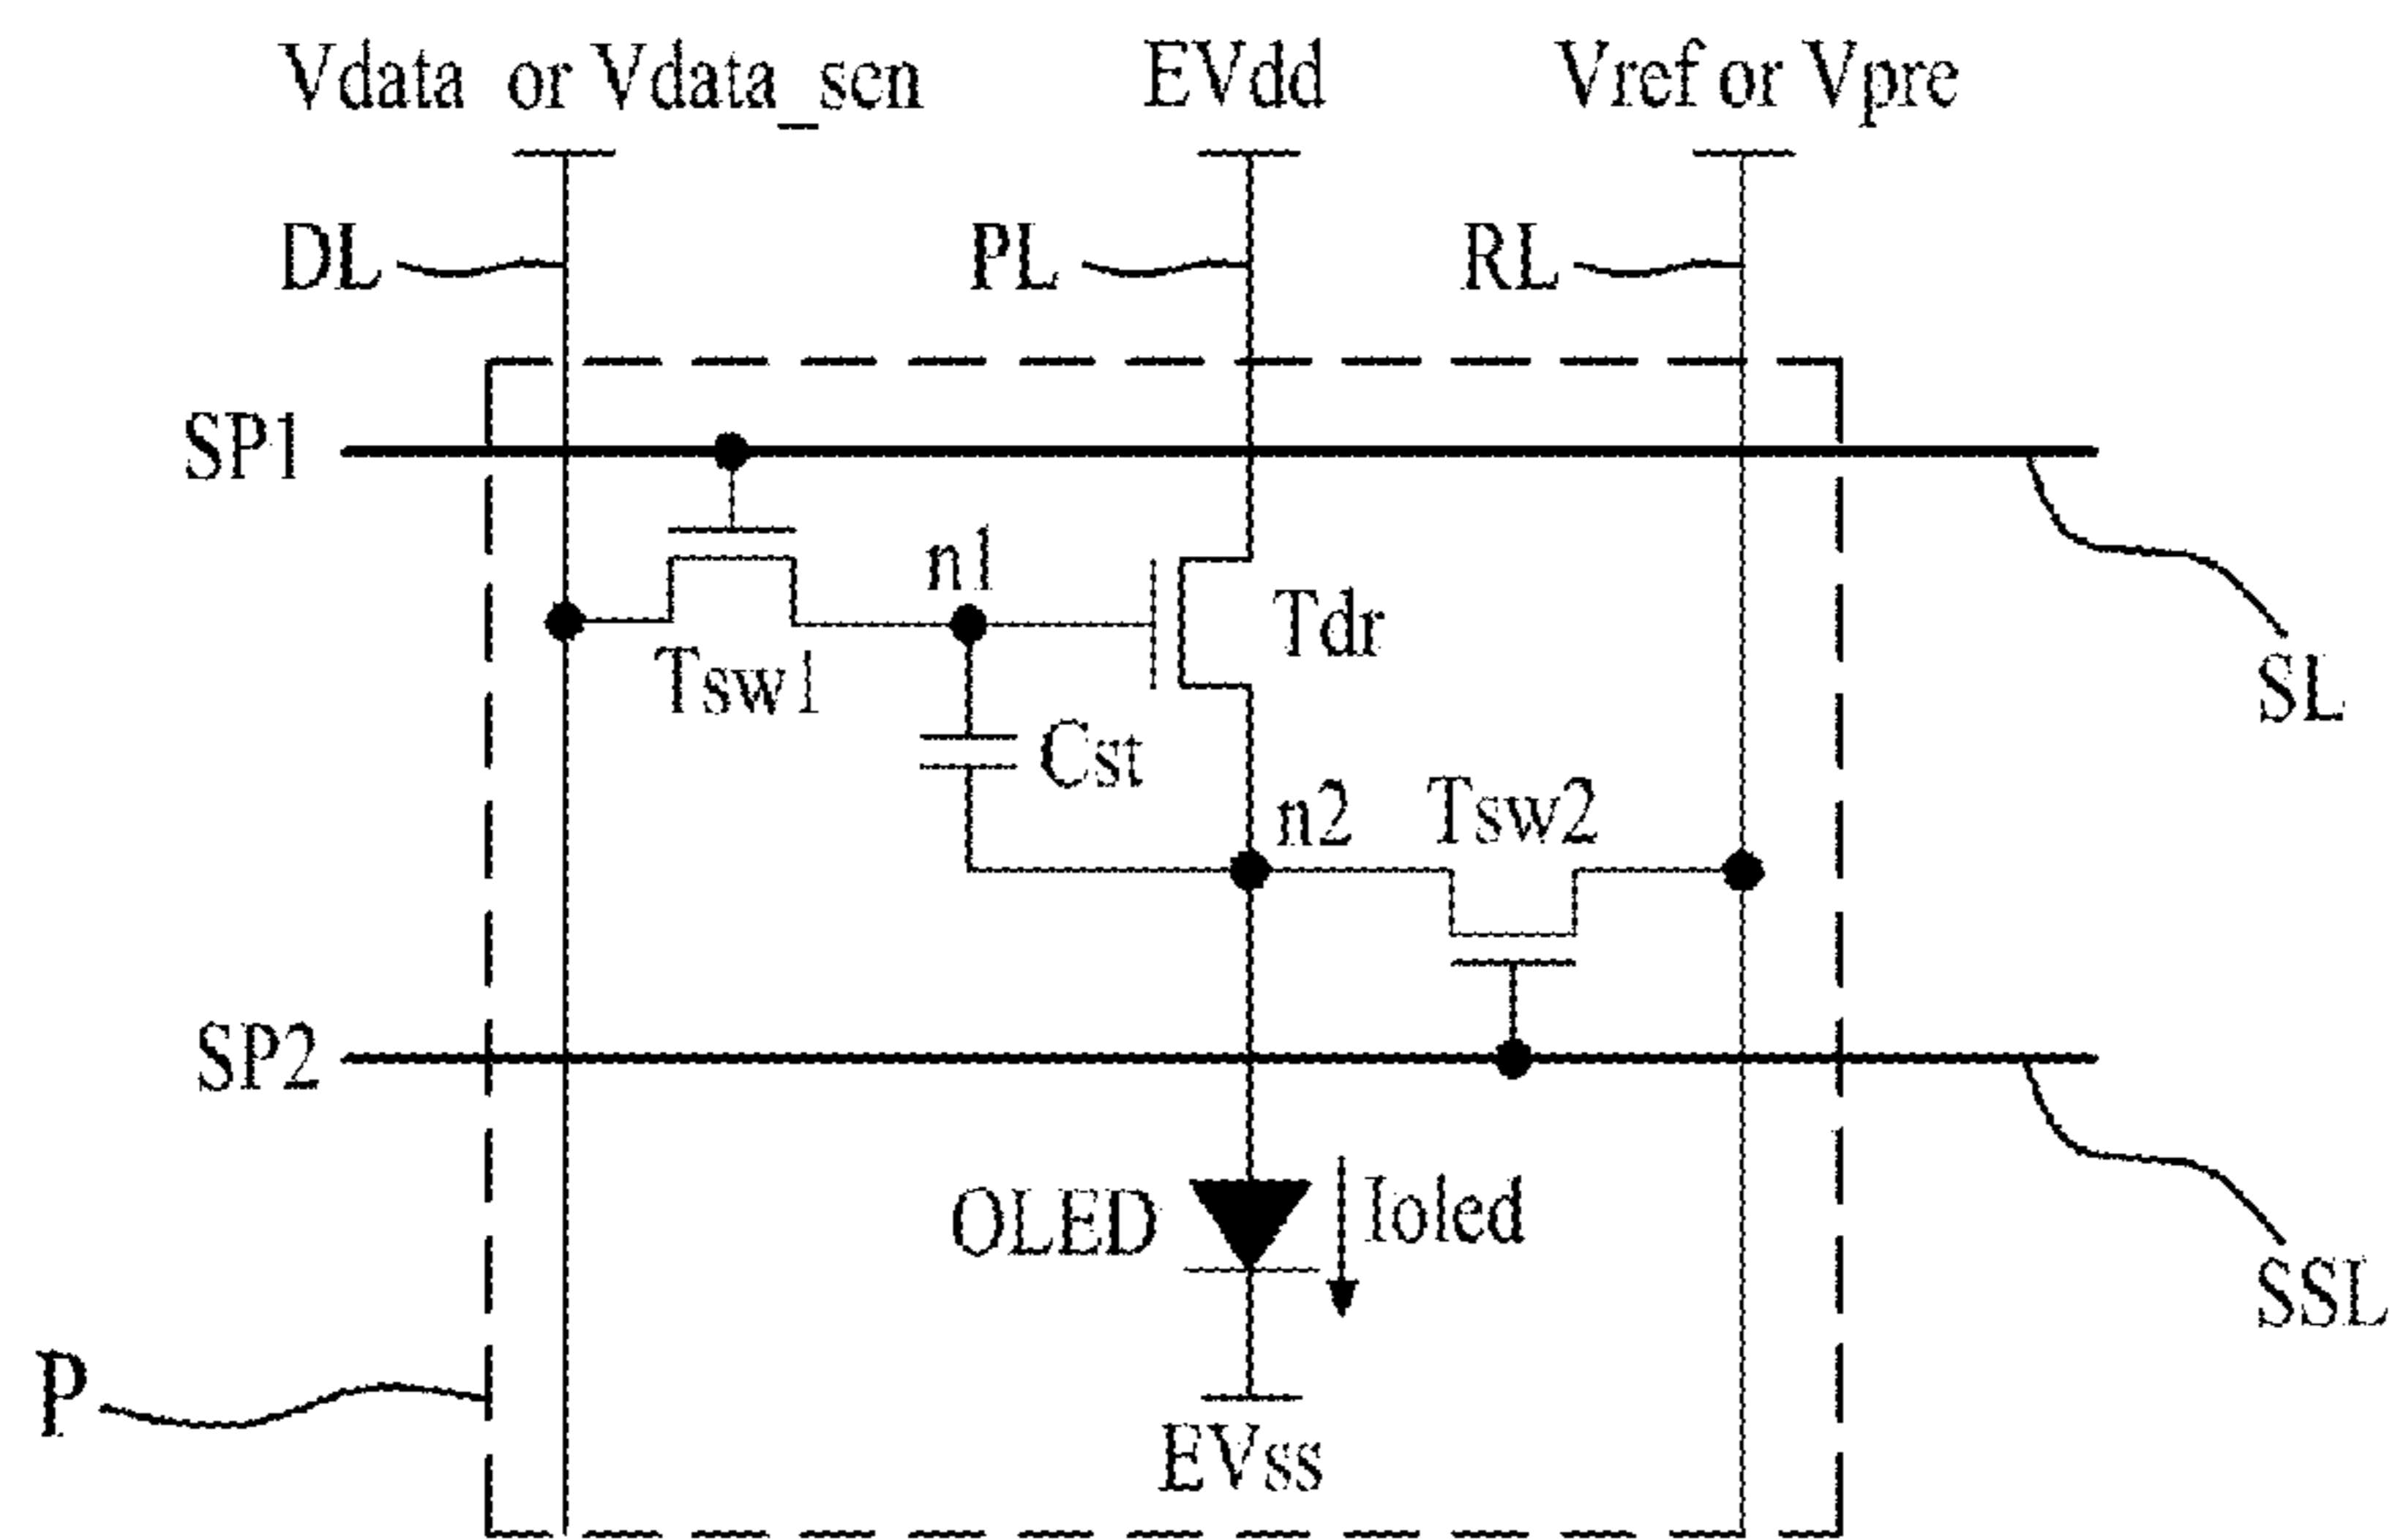 Vdata or Vdata_scn EVdd Vref or Vpre
DL PL RL
SP1
n1
Tdr
Tsw1
SL
Cst
n2 Tsw2
SP2
OLED Ioled
SSL
P
EVss